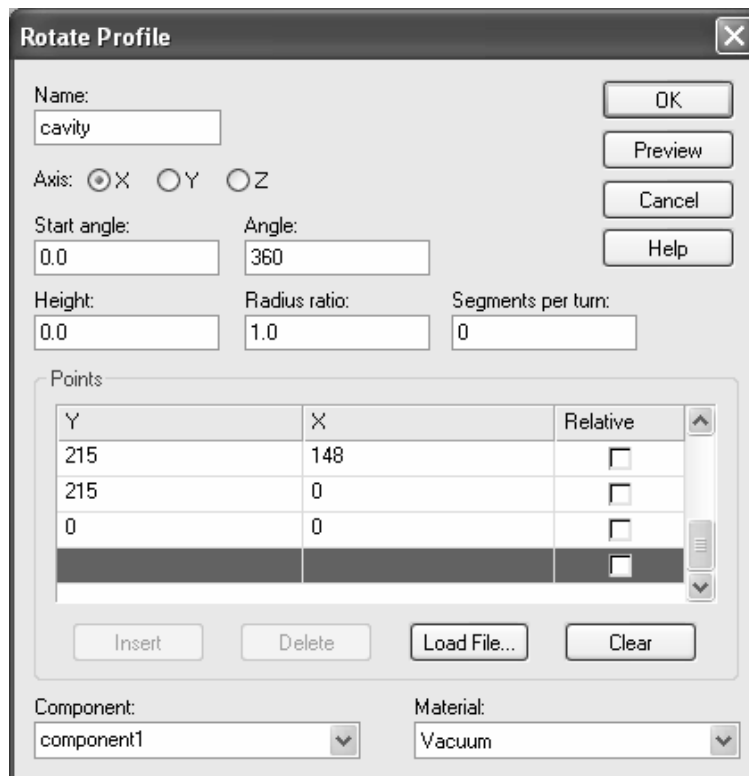 Rotate Profile
Name:
OK
cavity
Preview
Axis: X Y Z
Cancel
Start angle: Angle:
0.0 360
Help
Height: Radius ratio: Segments per turn:
0.0 1.0 0
Points
Y X Relative
215 148
215 0
0 0
Insert Delete Load File... Clear
Component: Material:
component1 Vacuum